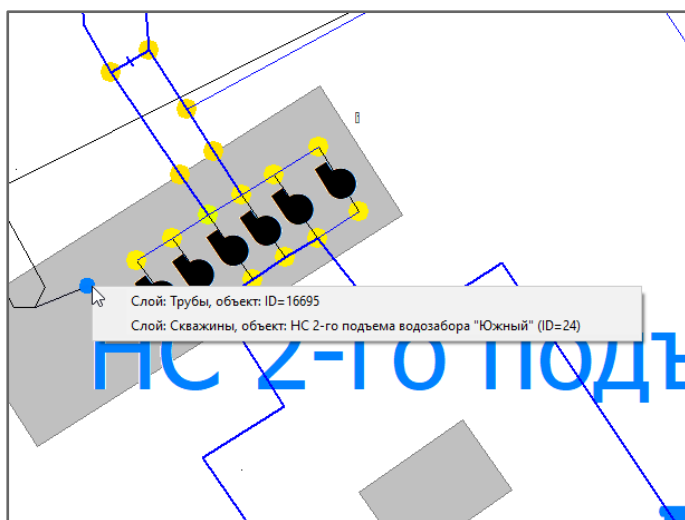 Слой: Трубы, объект: ID=16695
Слой: Скважины, объект: НС 2-го подъема водозабора "Южный" (ID=24)
НС 2-го подъ